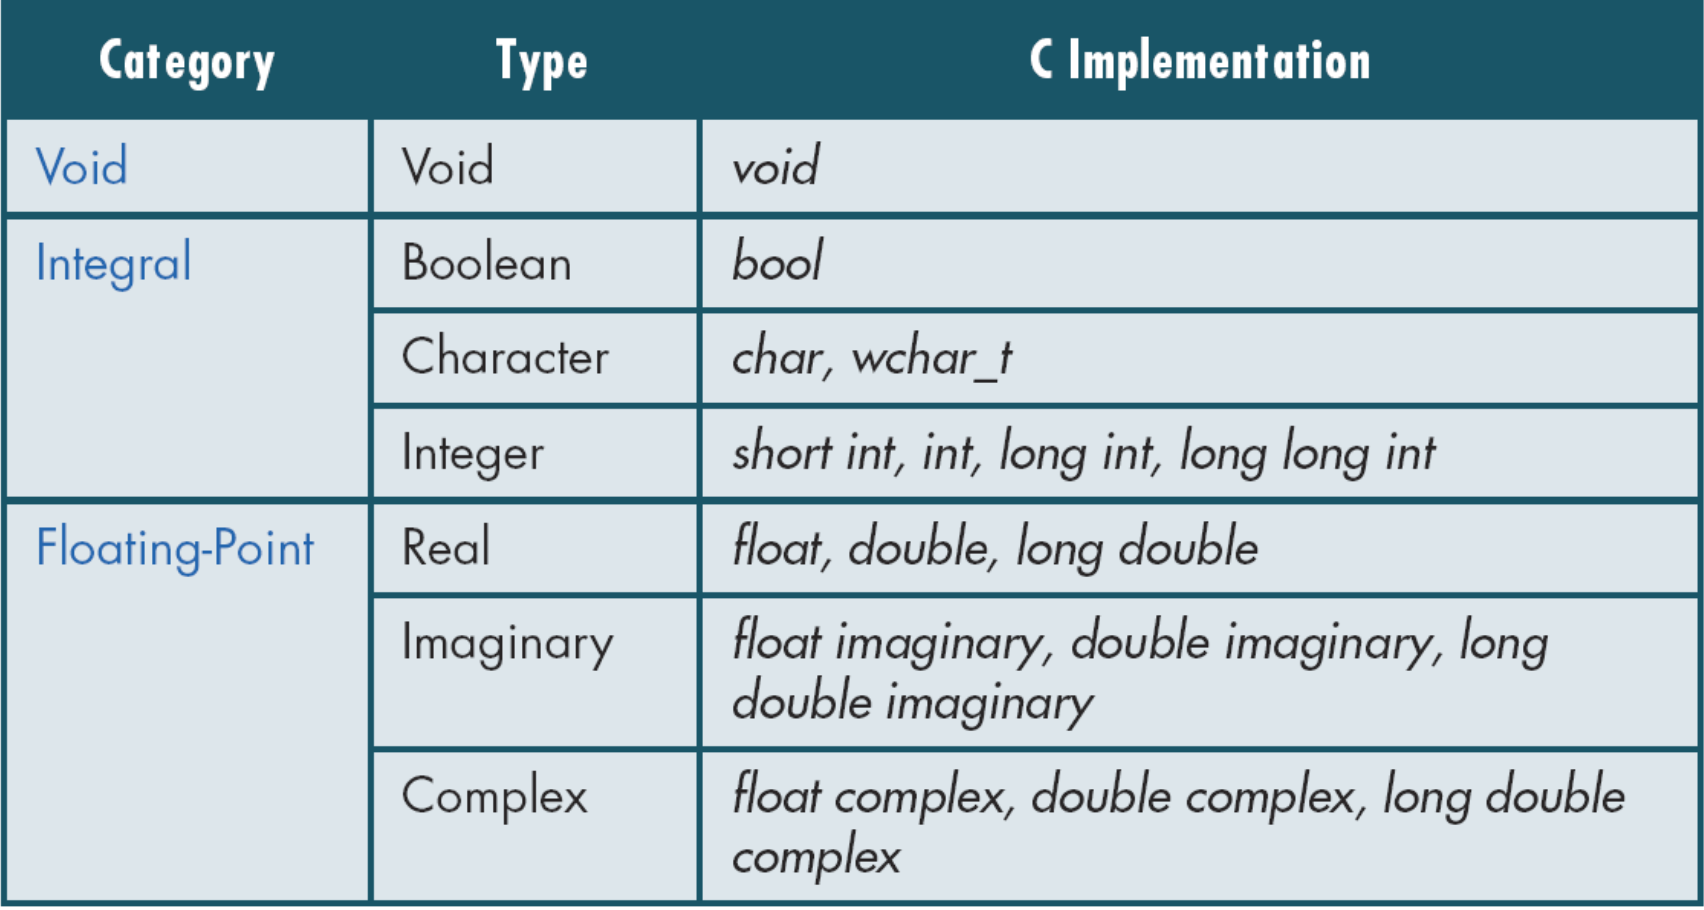 Category Type C Implementation
Void Void void
Integral Boolean bool
Character char, wchar_t
Integer short int, int, long int, long long int
Floating-Point Real float, double, long double
Imaginary float imaginary, double imaginary, long
double imaginary
Complex float complex, double complex, long double
complex